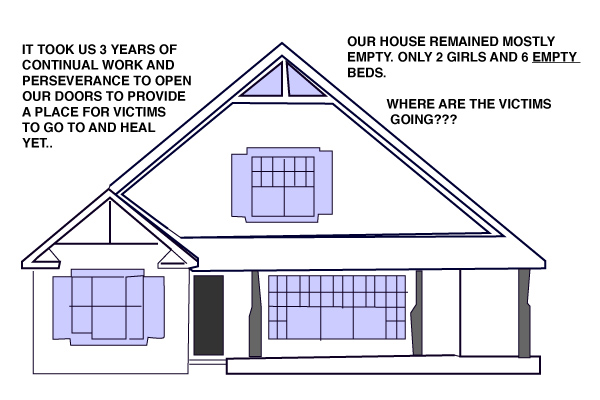 IT TOOK US 3 YEARS OF
CONTINUAL WORK AND
PERSEVERANCE TO OPEN
OUR DOORS TO PROVIDE
A PLACE FOR VICTIMS
TO GO TO AND HEAL
YET..
OUR HOUSE REMAINED MOSTLY
EMPTY. ONLY 2 GIRLS AND 6 EMPTY
BEDS.
WHERE ARE THE VICTIMS
GOING???